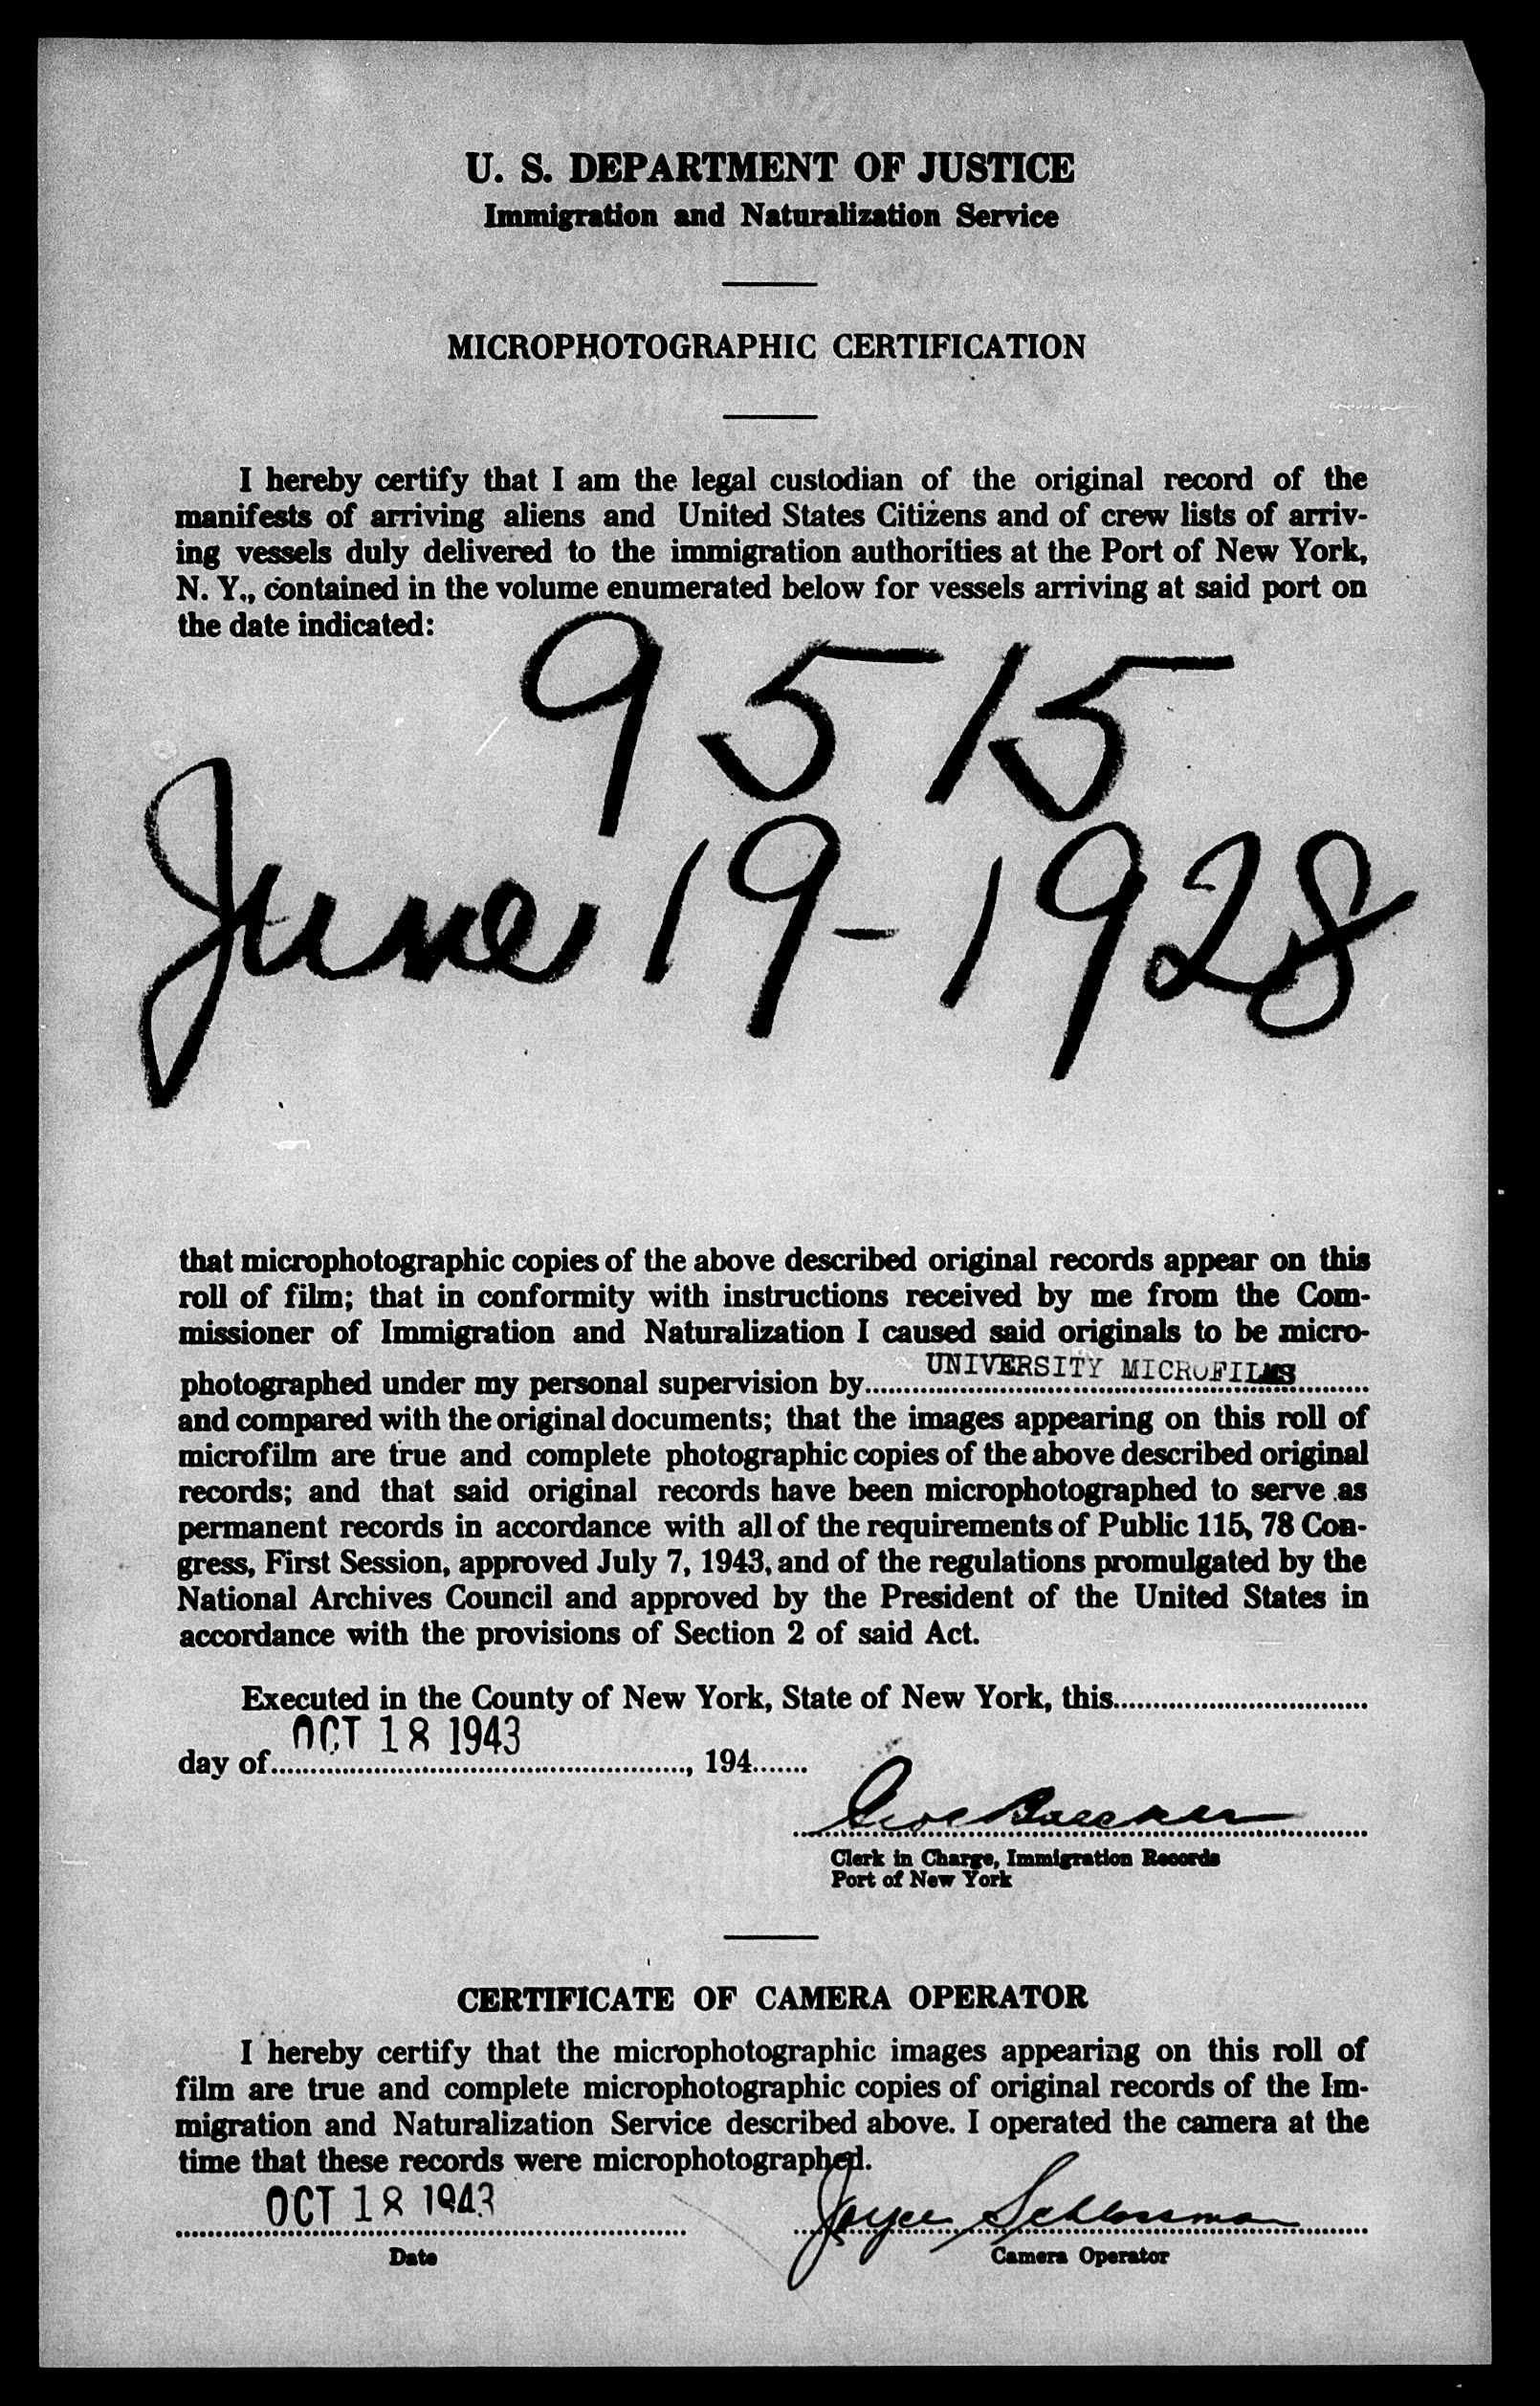 U. S. DEPARTMENT OF JUSTICE
Immigration and Naturalization Service
MICROPHOTOGRAPHIC CERTIFICATION
I hereby certify that I am the legal custodian of the original record of the
manifests of arriving aliens and United States Citizens and of crew lists of arriv-
ing vessels duly delivered to the immigration authorities at the Port of New York,
N. Y., contained in the volume enumerated below for vessels arriving at said port on
the date indicated:
9515
June 19-1928
that microphotographic copies of the above described original records appear on this
roll of film; that in conformity with instructions received by me from the Com-
missioner of Immigration and Naturalization I caused said originals to be micro-
photographed under my personal supervision by UNIVERSITY MICROFILMS
and compared with the original documents; that the images appearing on this roll of
microfilm are true and complete photographic copies of the above described original
records; and that said original records have been microphotographed to serve as
permanent records in accordance with all of the requirements of Public 115, 78 Con-
gress, First Session, approved July 7, 1943, and of the regulations promulgated by the
National Archives Council and approved by the President of the United States in
accordance with the provisions of Section 2 of said Act.
Executed in the County of New York, State of New York, this
day of OCT 18 1943, 194
Clerk in Charge, Immigration Records
Port of New York
CERTIFICATE OF CAMERA OPERATOR
I hereby certify that the microphotographic images appearing on this roll of
film are true and complete microphotographic copies of original records of the Im-
migration and Naturalization Service described above. I operated the camera at the
time that these records were microphotographed.
OCT 18 1943 Joyce Schlossman
Date Camera Operator